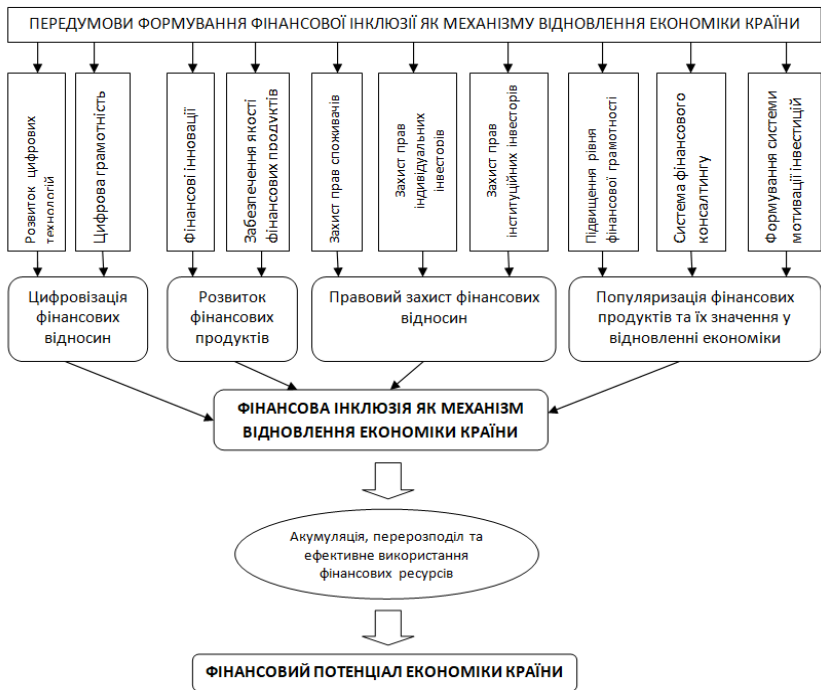 ПЕРЕДУМОВИ ФОРМУВАННЯ ФІНАНСОВОЇ ІНКЛЮЗІЇ ЯК МЕХАНІЗМУ ВІДНОВЛЕННЯ ЕКОНОМІКИ КРАЇНИ
Розвиток цифрових
технологій
Цифрова грамотність
Фінансові інновації
Забезпечення якості
фінансових продуктів
Захист прав споживачів
Захист прав
індивідуальних
інвесторів
Захист прав
інституційних інвесторів
Підвищення рівня
фінансової грамотності
Система фінансового
консалтингу
Формування системи
мотивації інвестицій
Цифровізація
фінансових
відносин
Розвиток
фінансових
продуктів
Правовий захист фінансових
відносин
Популяризація фінансових
продуктів та їх значення у
відновленні економіки
ФІНАНСОВА ІНКЛЮЗІЯ ЯК МЕХАНІЗМ
ВІДНОВЛЕННЯ ЕКОНОМІКИ КРАЇНИ
Акумуляція, перерозподіл та
ефективне використання
фінансових ресурсів
ФІНАНСОВИЙ ПОТЕНЦІАЛ ЕКОНОМІКИ КРАЇНИ